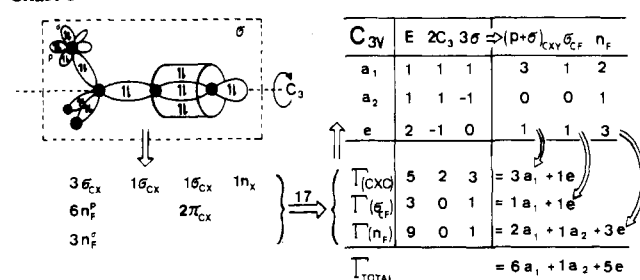 σ
σ
p
C₃
3σCX 1σCX 1σCX 1nX
6nFᵖ 2πCX
3nFσ
17
C₃ᵥ E 2C₃ 3σ ⇒(p+σ)CXY σCF nF
a₁ 1 1 1 3 1 2
a₂ 1 1 -1 0 0 1
e 2 -1 0 1 1 3
Γ(CXC) 5 2 3 = 3a₁ + 1e
Γ(σCF) 3 0 1 = 1a₁ + 1e
Γ(nF) 9 0 1 = 2a₁ + 1a₂ + 3e
ΓTOTAL = 6a₁ + 1a₂ + 5e